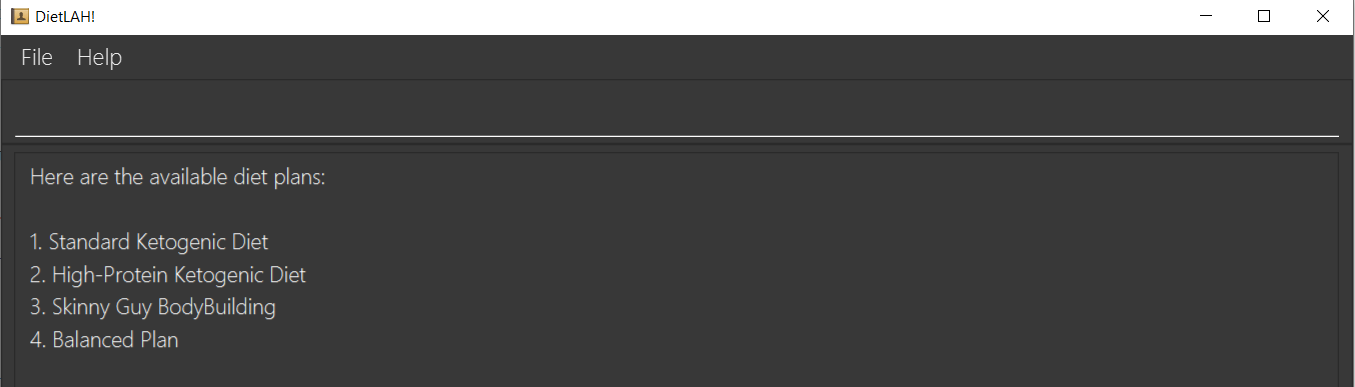 DietLAH!
File Help
Here are the available diet plans:
1. Standard Ketogenic Diet
2. High-Protein Ketogenic Diet
3. Skinny Guy BodyBuilding
4. Balanced Plan